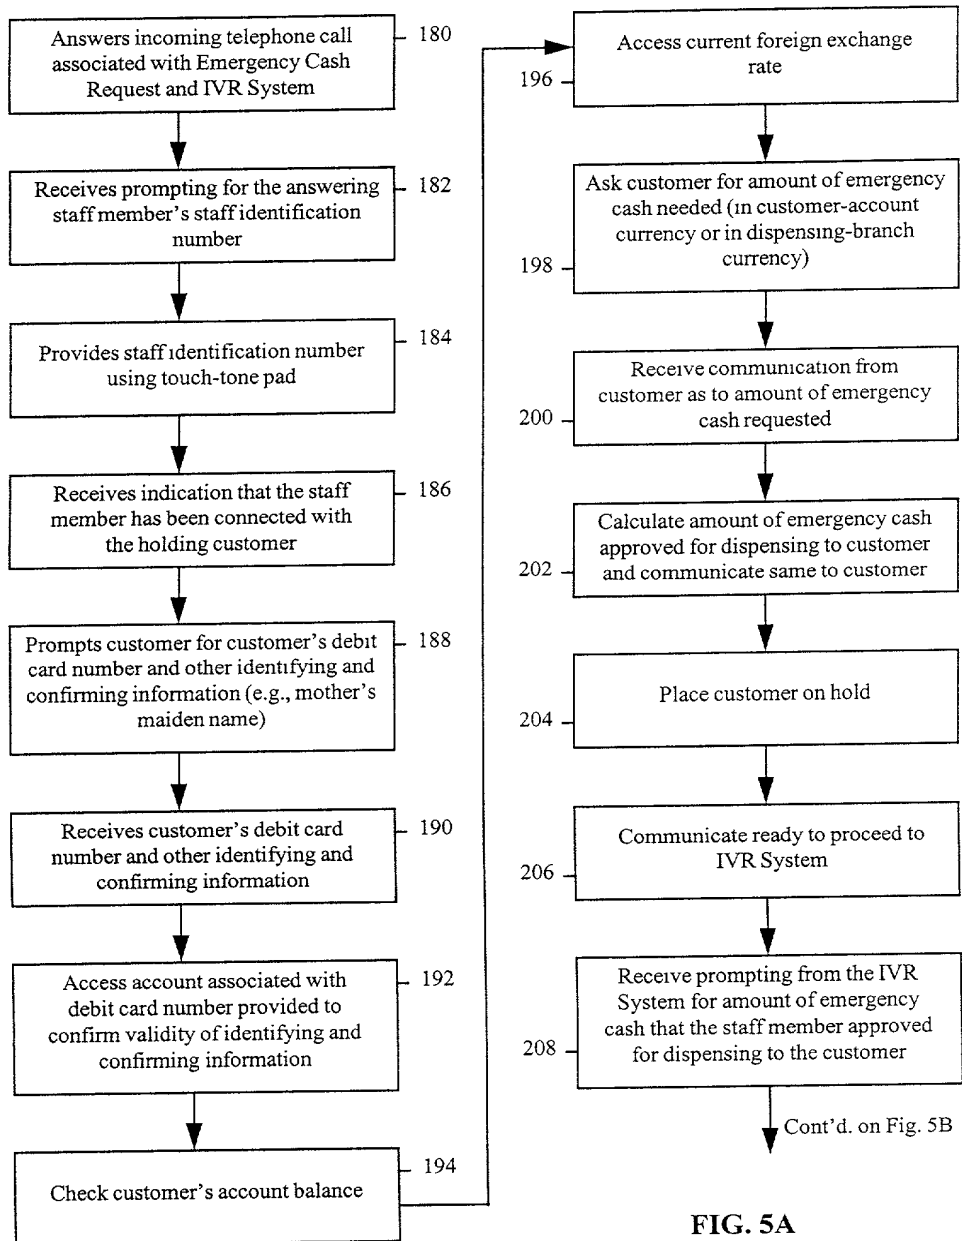 Answers incoming telephone call
associated with Emergency Cash
Request and IVR System
180
Receives prompting for the answering
staff member's staff identification
number
182
Provides staff identification number
using touch-tone pad
184
Receives indication that the staff
member has been connected with
the holding customer
186
Prompts customer for customer's debit
card number and other identifying and
confirming information (e.g., mother's
maiden name)
188
Receives customer's debit card
number and other identifying and
confirming information
190
Access account associated with
debit card number provided to
confirm validity of identifying and
confirming information
192
Check customer's account balance
194
Access current foreign exchange
rate
196
Ask customer for amount of emergency
cash needed (in customer-account
currency or in dispensing-branch
currency)
198
Receive communication from
customer as to amount of emergency
cash requested
200
Calculate amount of emergency cash
approved for dispensing to customer
and communicate same to customer
202
Place customer on hold
204
Communicate ready to proceed to
IVR System
206
Receive prompting from the IVR
System for amount of emergency
cash that the staff member approved
for dispensing to the customer
208
Cont'd. on Fig. 5B
FIG. 5A